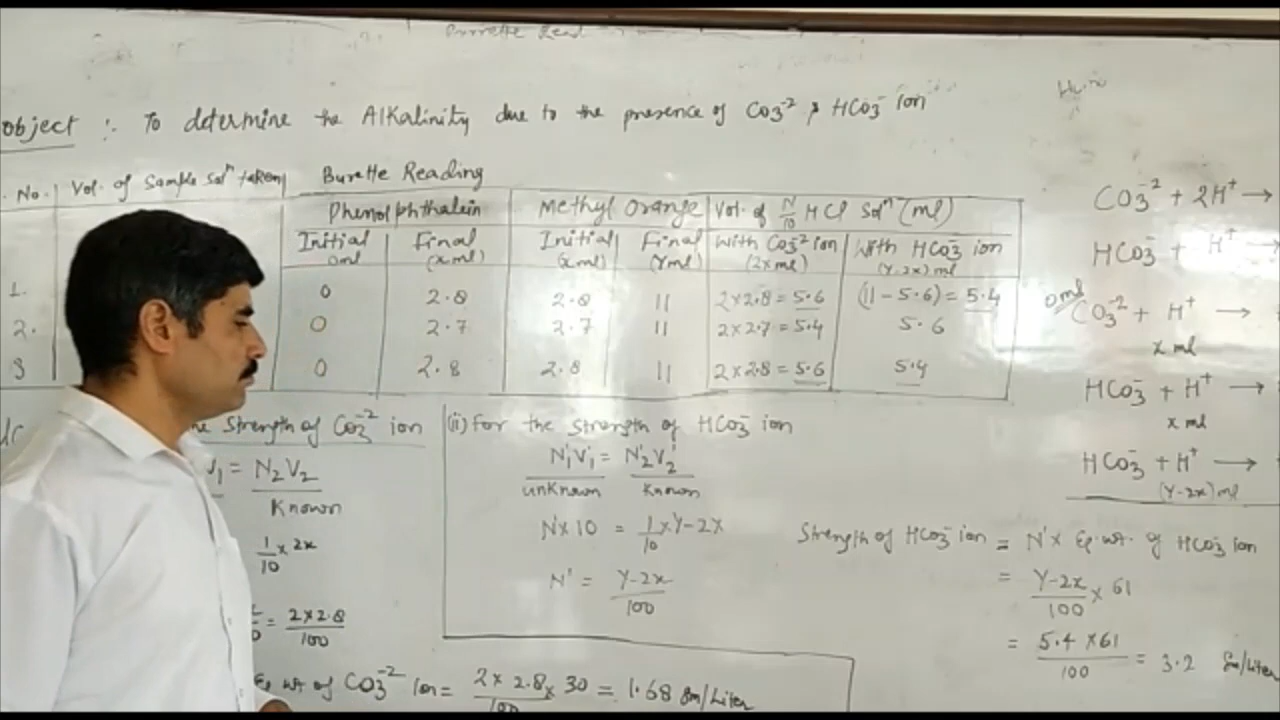 Burette Read
object :. To determine the Alkalinity due to the presence of CO3-2 & HCO3- ion
. No. Vol. of Sample Solⁿ taken Burette Reading
Phenolphthalein Methyl Orange Vol. of N/10 HCl Solⁿ (ml)
Initial Final Initial Final with CO3-2 ion with HCO3- ion
0ml (x ml) (x ml) (Y ml) (2x ml) (Y-2x) ml
1. 0 2.8 2.8 11 2×2.8 = 5.6 (11 - 5.6) = 5.4
2. 0 2.7 2.7 11 2×2.7 = 5.4 5.6
3 0 2.8 2.8 11 2×2.8 = 5.6 5.4
Strength of CO3-2 ion
= N2V2
Known
1/10 × 2x
= 2×2.8/100
Eq wt of CO3-2 ion = 2×2.8/100 × 30 = 1.68 gm/Liter
(ii) For the Strength of HCO3- ion
N'1V'1 = N'2V'2
unknown Known
N'×10 = 1/10 × Y-2x
N' = Y-2x/100
CO3-2 + 2H+ →
HCO3- + H+ →
0ml CO3-2 + H+ →
x ml
HCO3- + H+ →
x ml
HCO3- + H+ →
(Y-2x) ml
Strength of HCO3- ion = N'× Eq. wt. of HCO3- ion
= Y-2x/100 × 61
= 5.4 × 61/100 = 3.2 gm/Liter